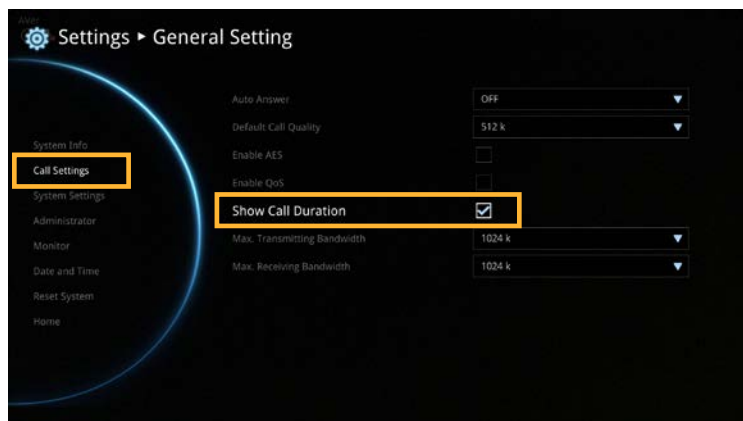 AVer
Settings ▸ General Setting
Auto Answer OFF
Default Call Quality 512 k
System Info
Enable AES
Call Settings
Enable QoS
System Settings
Show Call Duration
Administrator
Max. Transmitting Bandwidth 1024 k
Monitor
Max. Receiving Bandwidth 1024 k
Date and Time
Reset System
Home